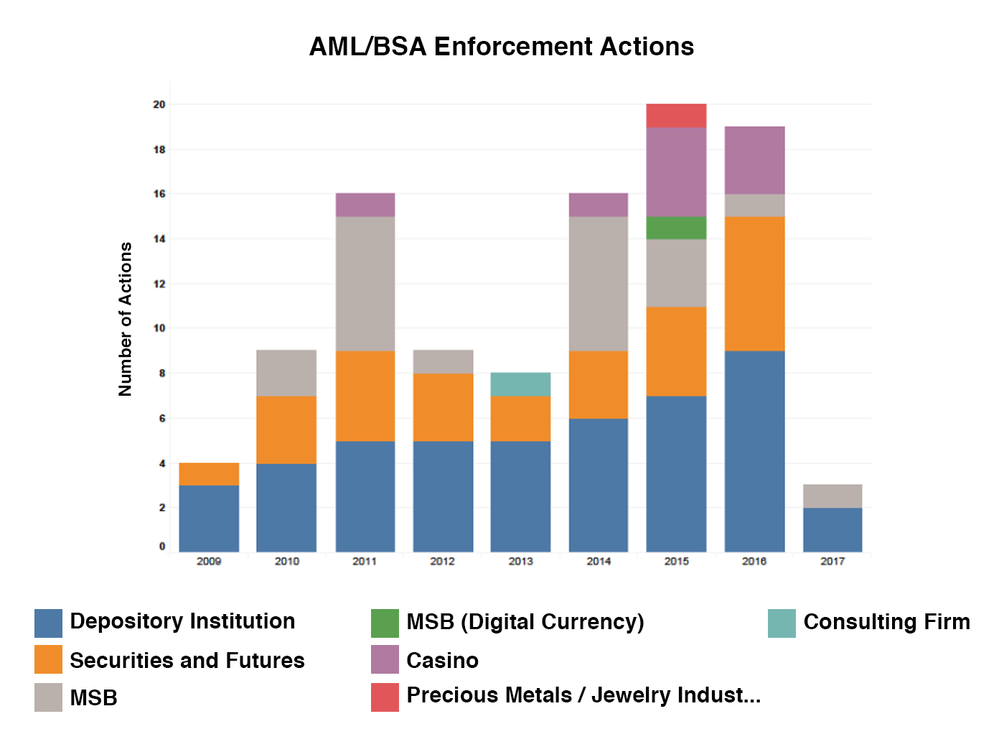 AML/BSA Enforcement Actions
Number of Actions
20
18
16
14
12
10
8
6
4
2
0
2009 2010 2011 2012 2013 2014 2015 2016 2017
Depository Institution
Securities and Futures
MSB
MSB (Digital Currency)
Casino
Precious Metals / Jewelry Indust...
Consulting Firm